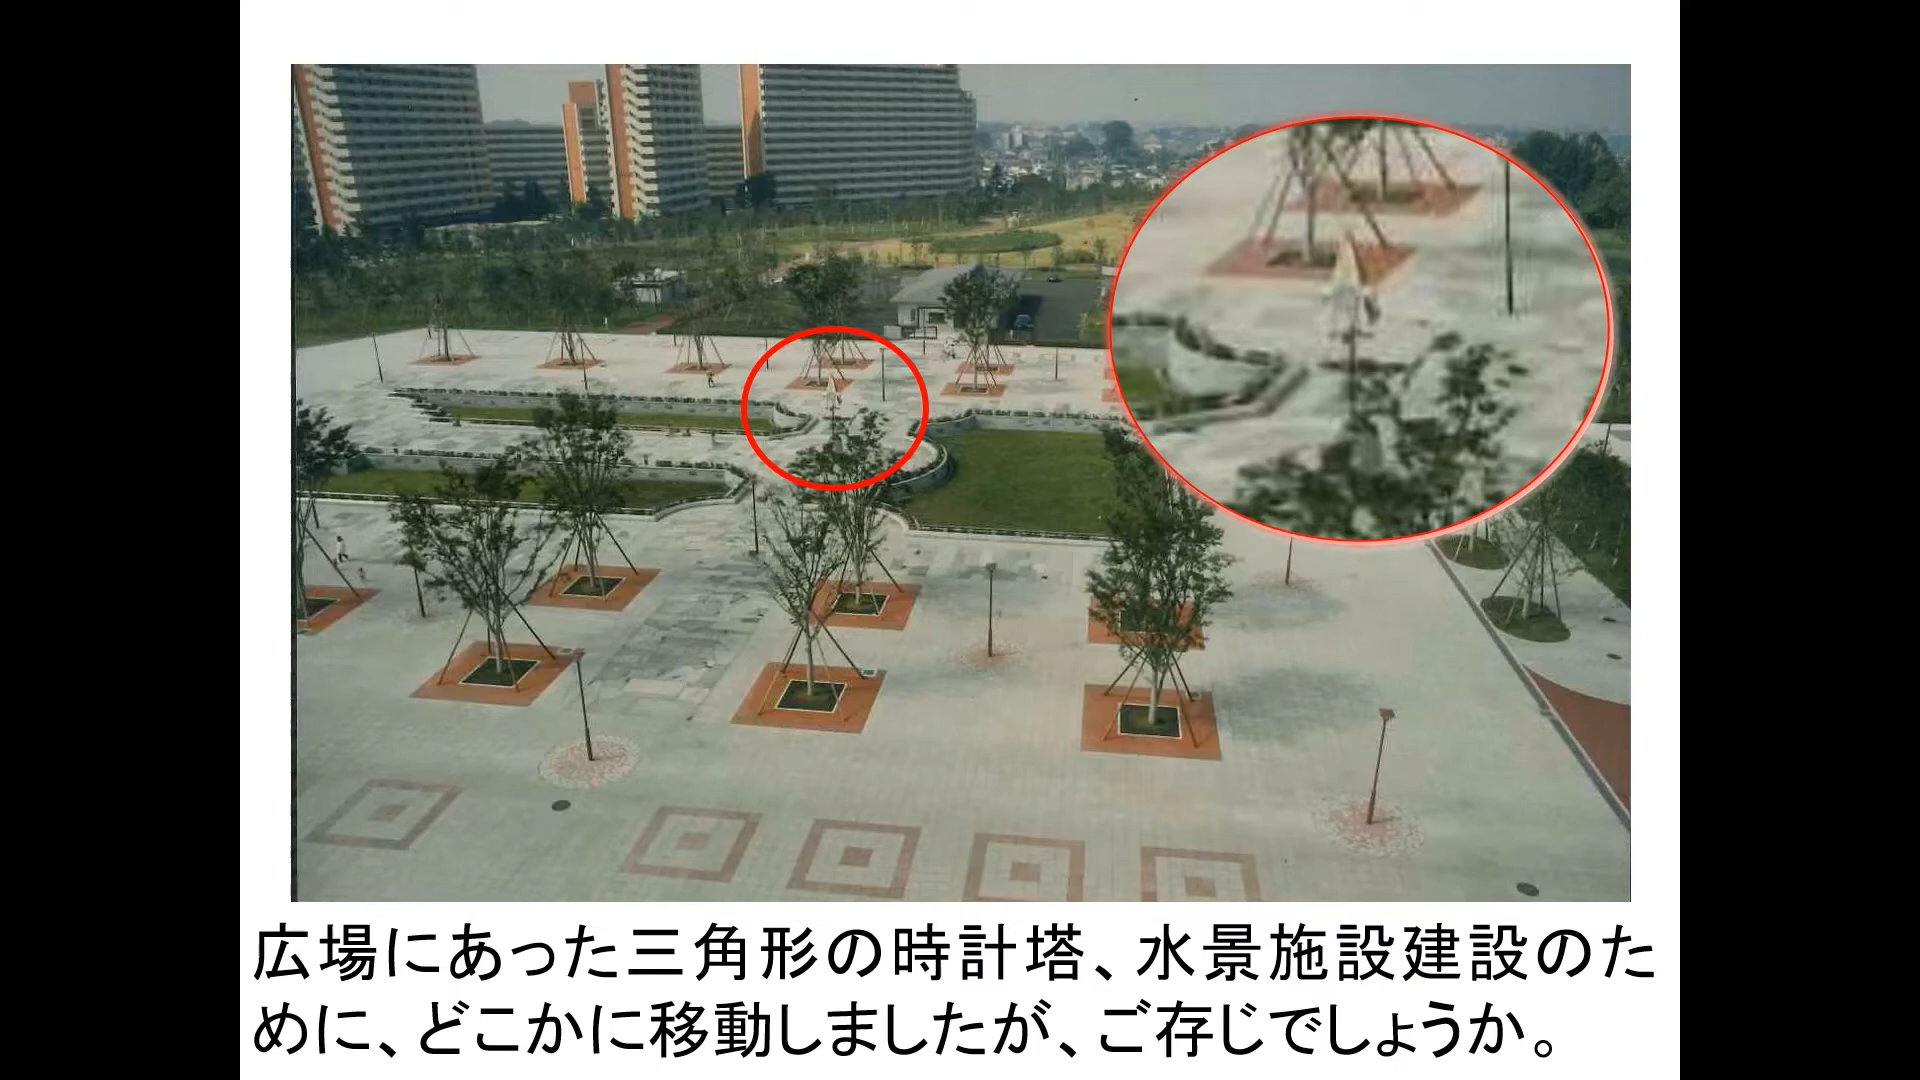 広場にあった三角形の時計塔、水景施設建設のた
めに、どこかに移動しましたが、ご存じでしょうか。